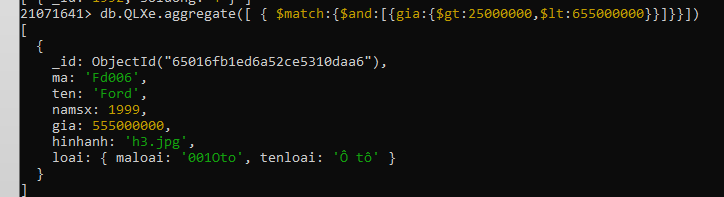 21071641> db.QLXe.aggregate([ { $match:{$and:[{gia:{$gt:25000000,$lt:655000000}}]}}])
[
{
_id: ObjectId("65016fb1ed6a52ce5310daa6"),
ma: 'Fd006',
ten: 'Ford',
namsx: 1999,
gia: 555000000,
hinhanh: 'h3.jpg',
loai: { maloai: '001Oto', tenloai: 'Ô tô' }
}
]